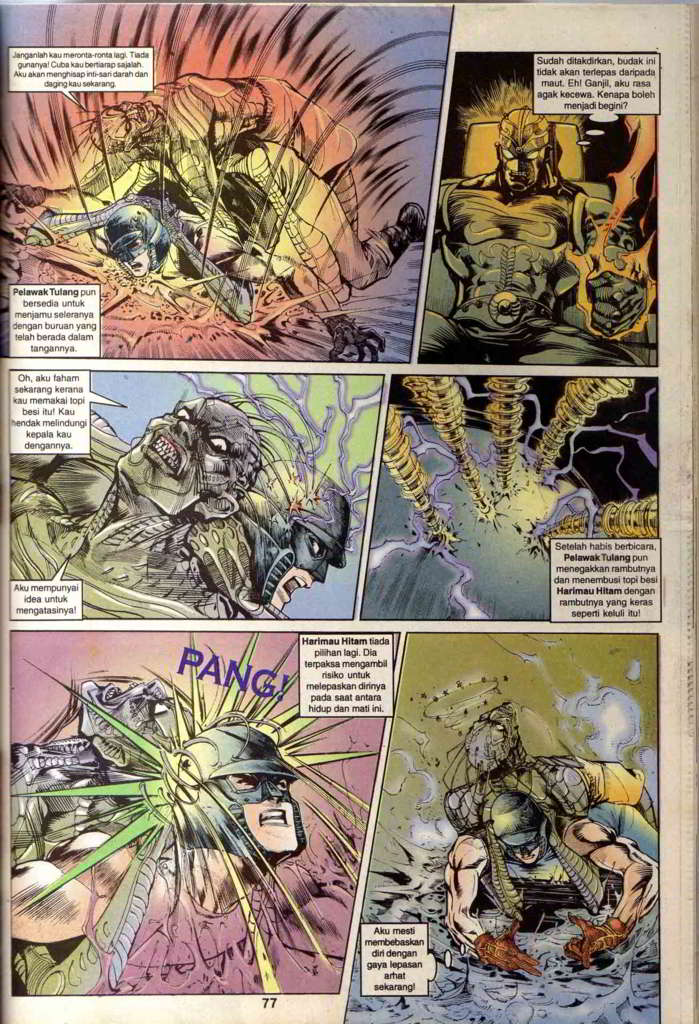 Janganlah kau meronta-ronta lagi. Tiada
gunanya! Cuba kau bertiarap sajalah.
Aku akan menghisap inti-sari darah dan
daging kau sekarang.
Pelawak Tulang pun
bersedia untuk
menjamu seleranya
dengan buruan yang
telah berada dalam
tangannya.
Sudah ditakdirkan, budak ini
tidak akan terlepas daripada
maut. Eh! Ganjil, aku rasa
agak kecewa. Kenapa boleh
menjadi begini?
Oh, aku faham
sekarang kerana
kau memakai topi
besi itu! Kau
hendak melindungi
kepala kau
dengannya.
Aku mempunyai
idea untuk
mengatasinya!
Setelah habis berbicara,
Pelawak Tulang pun
menegakkan rambutnya
dan menembusi topi besi
Harimau Hitam dengan
rambutnya yang keras
seperti keluli itu!
PANG!
Harimau Hitam tiada
pilihan lagi. Dia
terpaksa mengambil
risiko untuk
melepaskan dirinya
pada saat antara
hidup dan mati ini.
Aku mesti
membebaskan
diri dengan
gaya lepasan
arhat
sekarang!
77